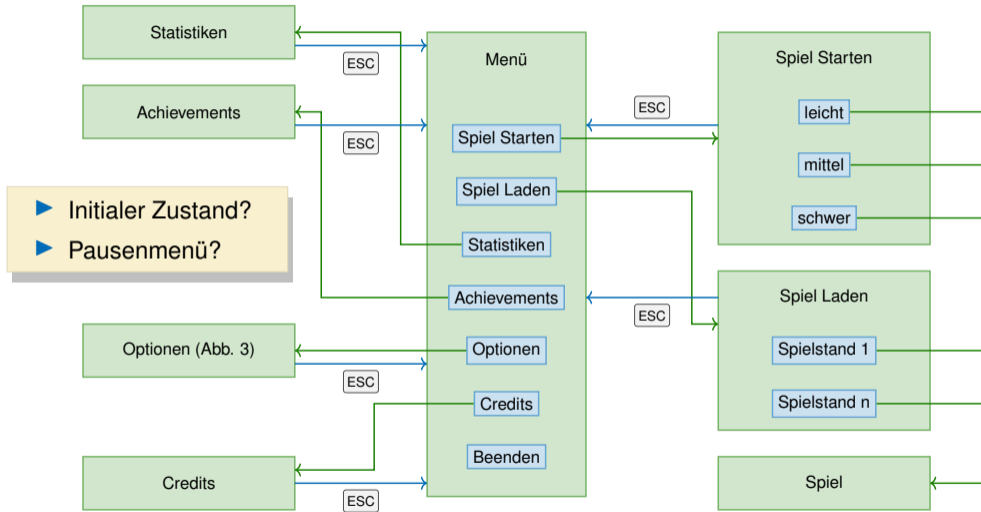 Statistiken
ESC
Achievements
ESC
Initialer Zustand?
Pausenmenü?
Optionen (Abb. 3)
ESC
Credits
ESC
Menü
Spiel Starten
Spiel Laden
Statistiken
Achievements
Optionen
Credits
Beenden
ESC
ESC
Spiel Starten
leicht
mittel
schwer
Spiel Laden
Spielstand 1
Spielstand n
Spiel